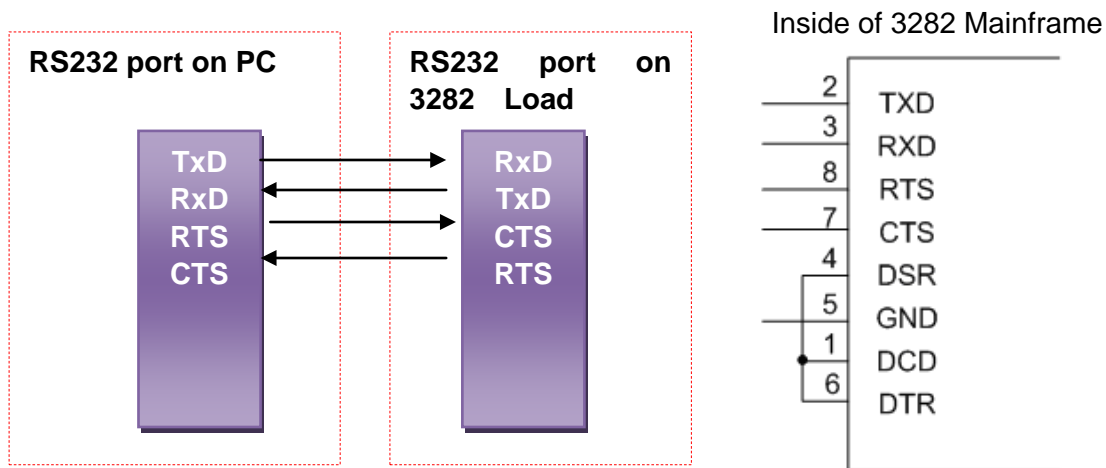 RS232 port on PC
RS232 port on
3282 Load
TxD
RxD
RTS
CTS
RxD
TxD
CTS
RTS
Inside of 3282 Mainframe
2 TXD
3 RXD
8 RTS
7 CTS
4 DSR
5 GND
1 DCD
6 DTR